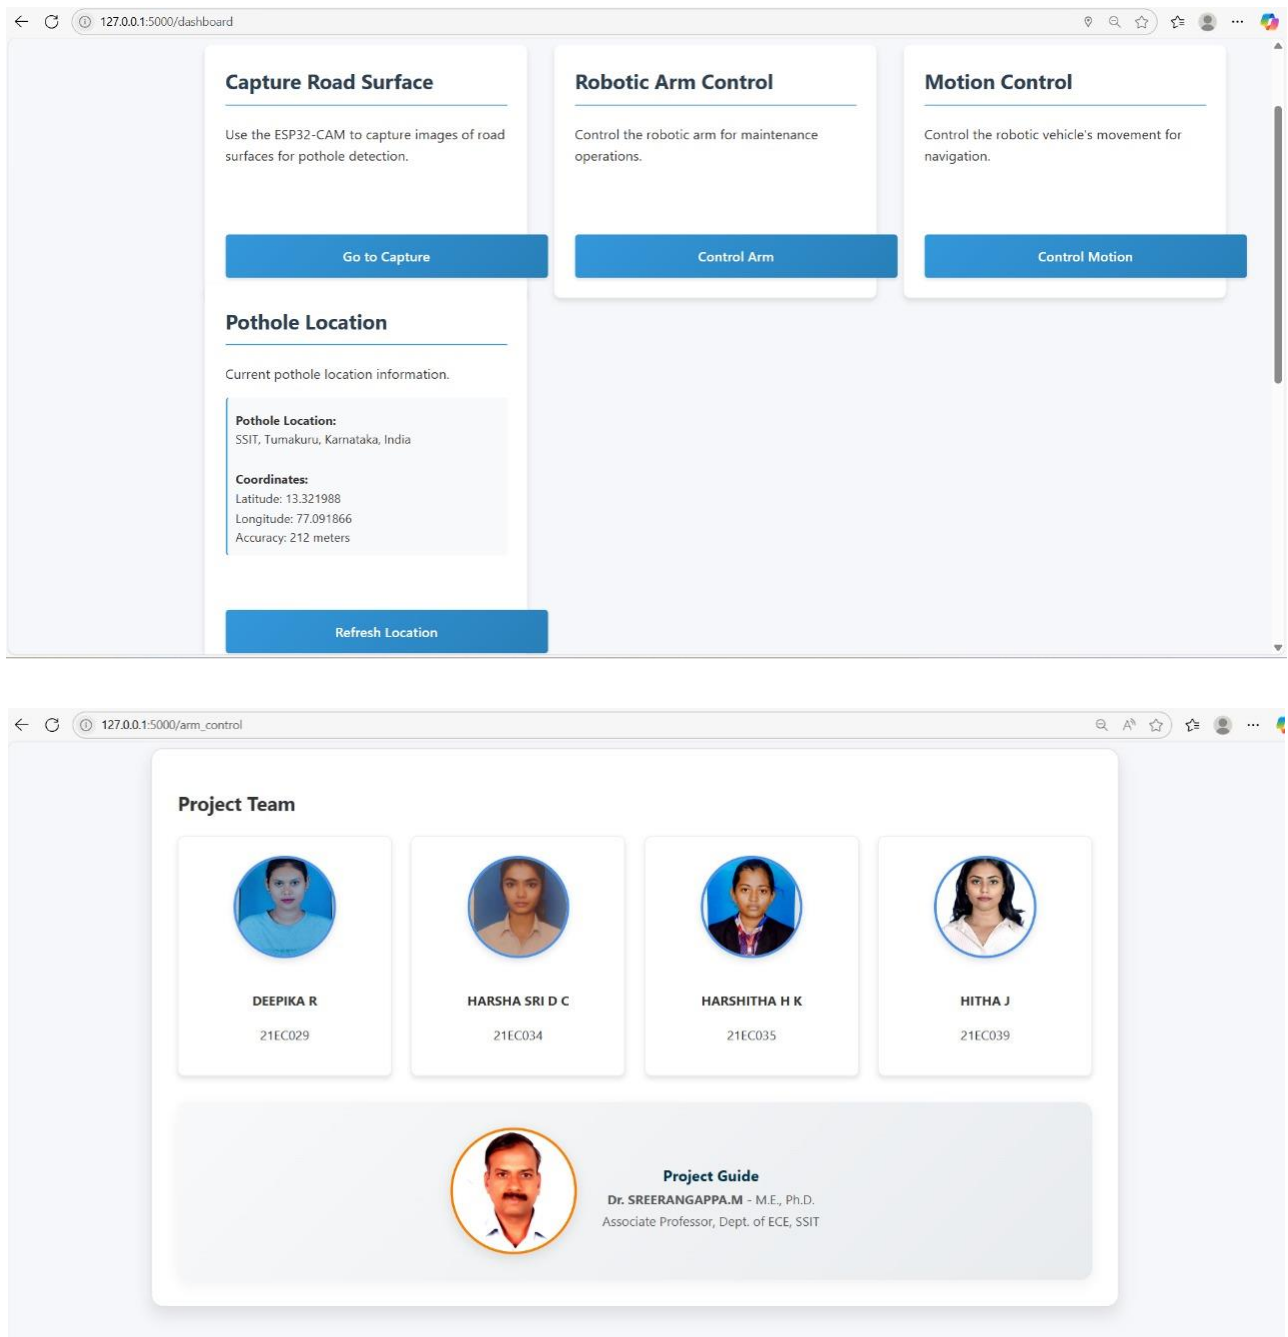 127.0.0.1:5000/dashboard
Capture Road Surface
Use the ESP32-CAM to capture images of road
surfaces for pothole detection.
Go to Capture
Robotic Arm Control
Control the robotic arm for maintenance
operations.
Control Arm
Motion Control
Control the robotic vehicle's movement for
navigation.
Control Motion
Pothole Location
Current pothole location information.
Pothole Location:
SSIT, Tumakuru, Karnataka, India
Coordinates:
Latitude: 13.321988
Longitude: 77.091866
Accuracy: 212 meters
Refresh Location
127.0.0.1:5000/arm_control
Project Team
DEEPIKA R
21EC029
HARSHA SRI D C
21EC034
HARSHITHA H K
21EC035
HITHA J
21EC039
Project Guide
Dr. SREERANGAPPA.M - M.E., Ph.D.
Associate Professor, Dept. of ECE, SSIT